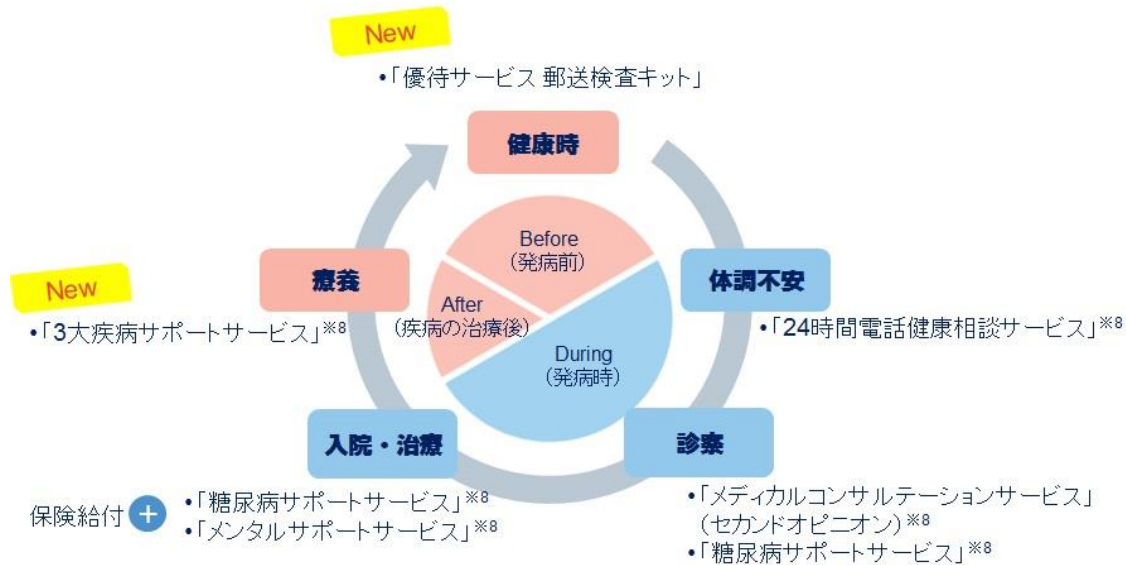 New
•「優待サービス 郵送検査キット」
健康時
Before
(発病前)
療養
After
(疾病の治療後)
体調不安
New
•「3大疾病サポートサービス」※8
•「24時間電話健康相談サービス」※8
During
(発病時)
入院・治療
診察
保険給付 +
•「糖尿病サポートサービス」※8
•「メンタルサポートサービス」※8
•「メディカルコンサルテーションサービス」
(セカンドオピニオン)※8
•「糖尿病サポートサービス」※8